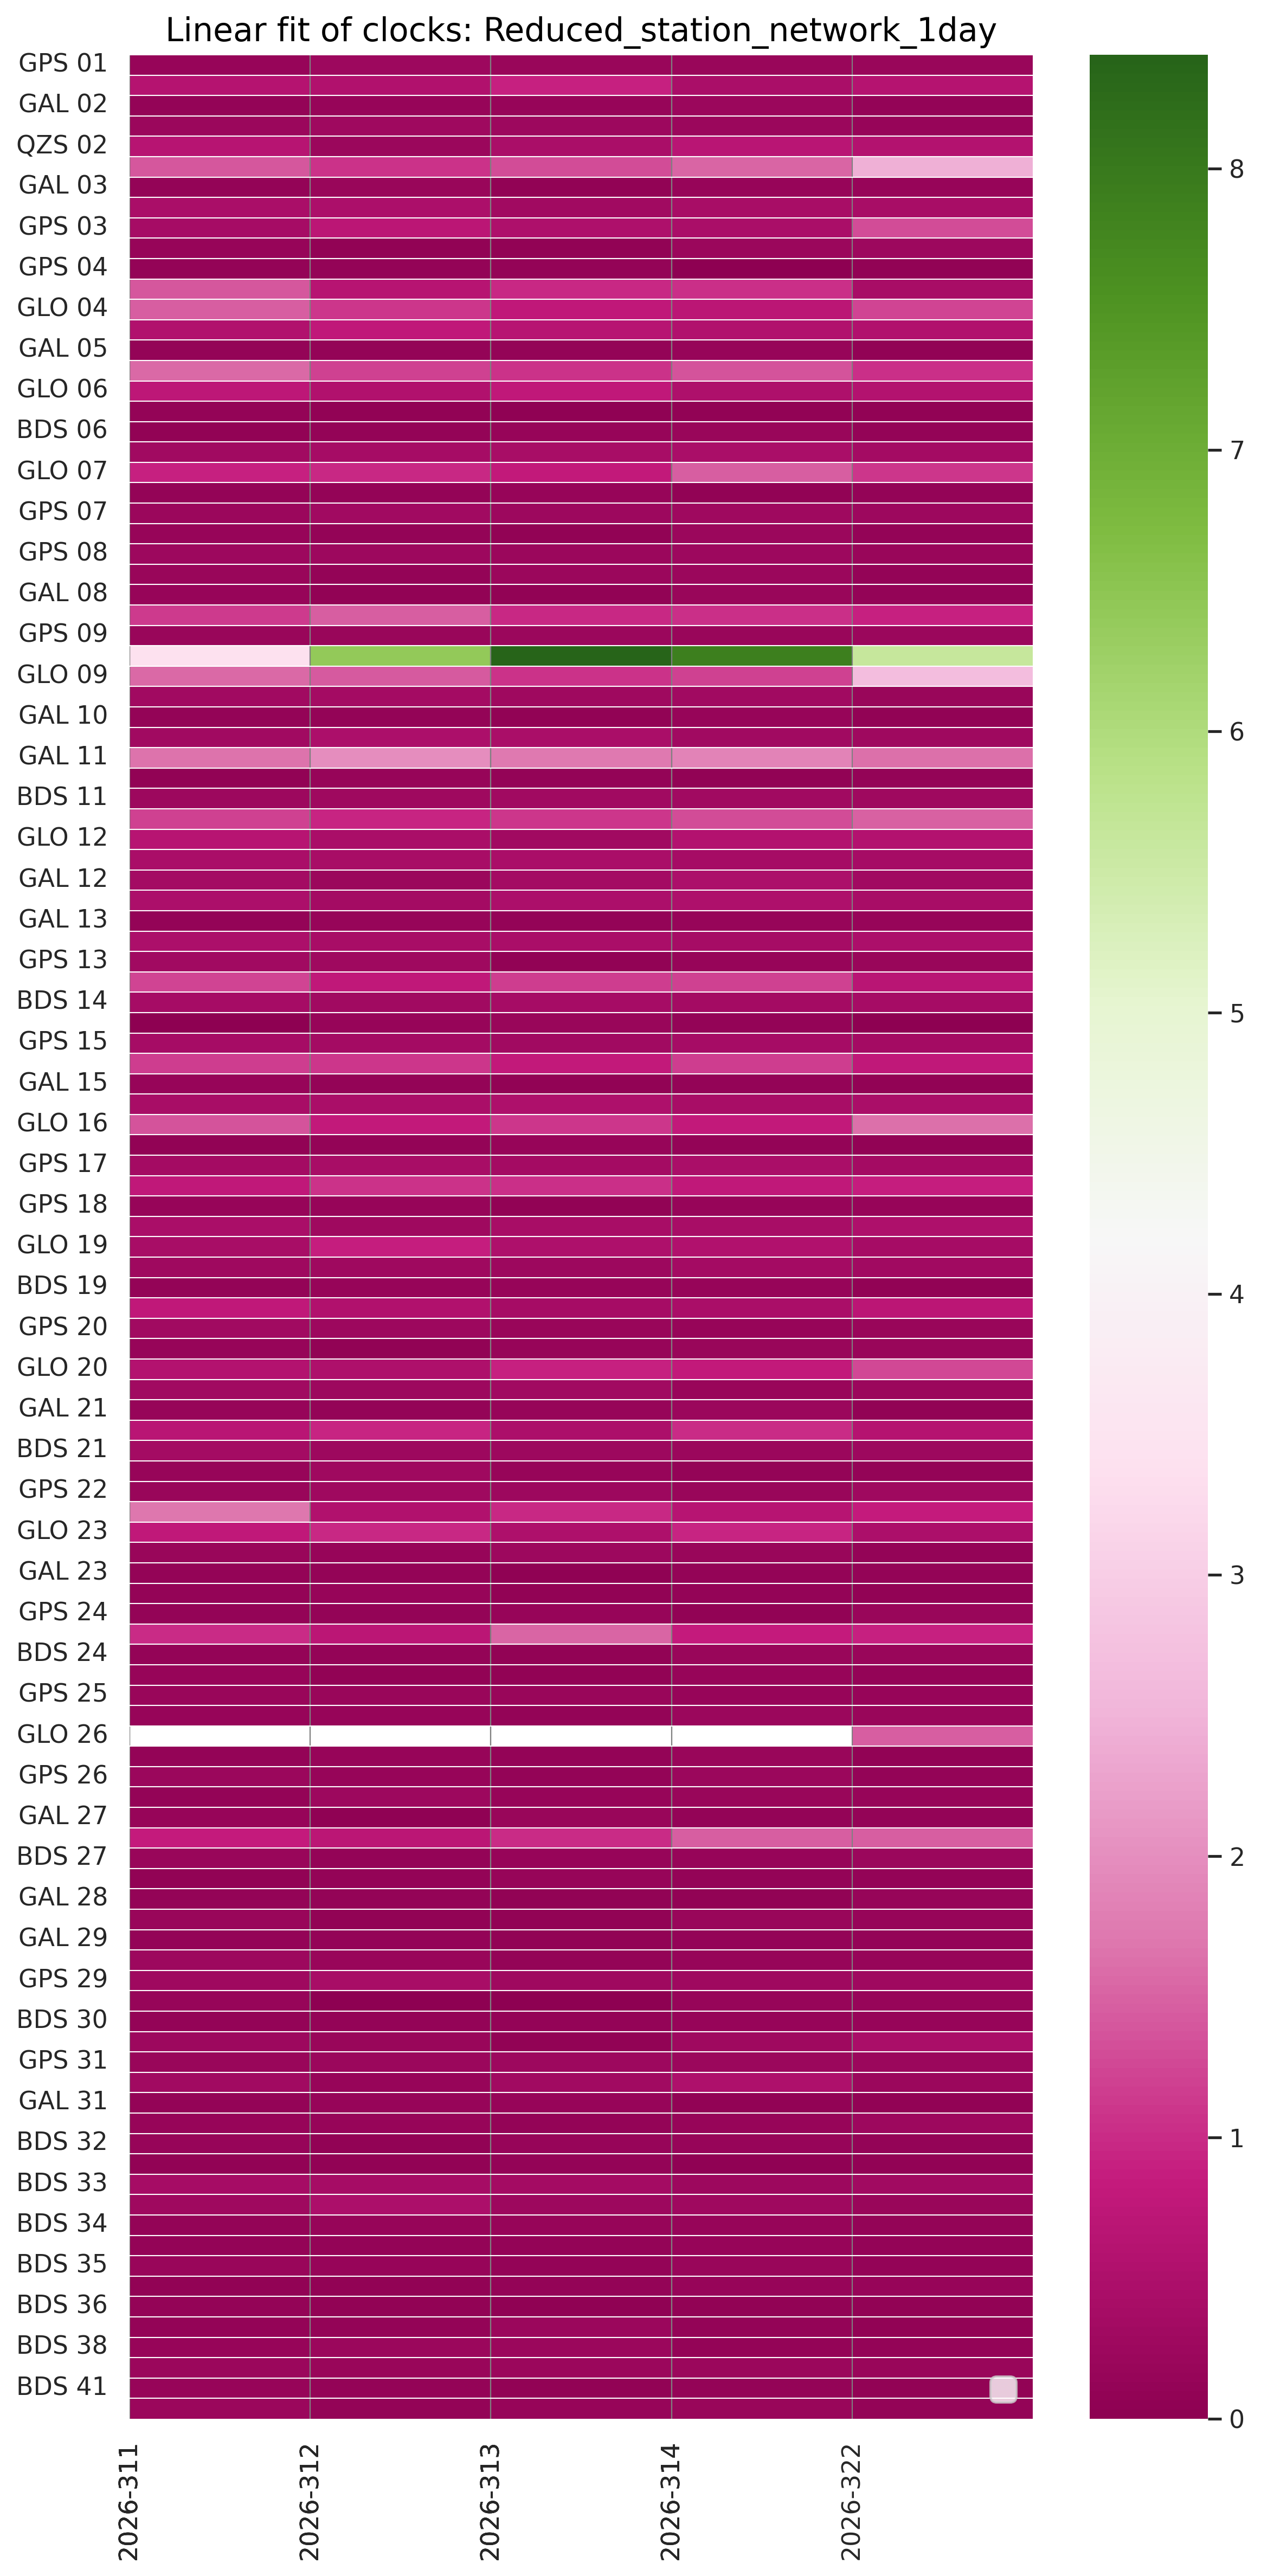 Linear fit of clocks: Reduced_station_network_1day
GPS 01
GAL 02
QZS 02
GAL 03
GPS 03
GPS 04
GLO 04
GAL 05
GLO 06
BDS 06
GLO 07
GPS 07
GPS 08
GAL 08
GPS 09
GLO 09
GAL 10
GAL 11
BDS 11
GLO 12
GAL 12
GAL 13
GPS 13
BDS 14
GPS 15
GAL 15
GLO 16
GPS 17
GPS 18
GLO 19
BDS 19
GPS 20
GLO 20
GAL 21
BDS 21
GPS 22
GLO 23
GAL 23
GPS 24
BDS 24
GPS 25
GLO 26
GPS 26
GAL 27
BDS 27
GAL 28
GAL 29
GPS 29
BDS 30
GPS 31
GAL 31
BDS 32
BDS 33
BDS 34
BDS 35
BDS 36
BDS 38
BDS 41
2026-311
2026-312
2026-313
2026-314
2026-322
8
7
6
5
4
3
2
1
0